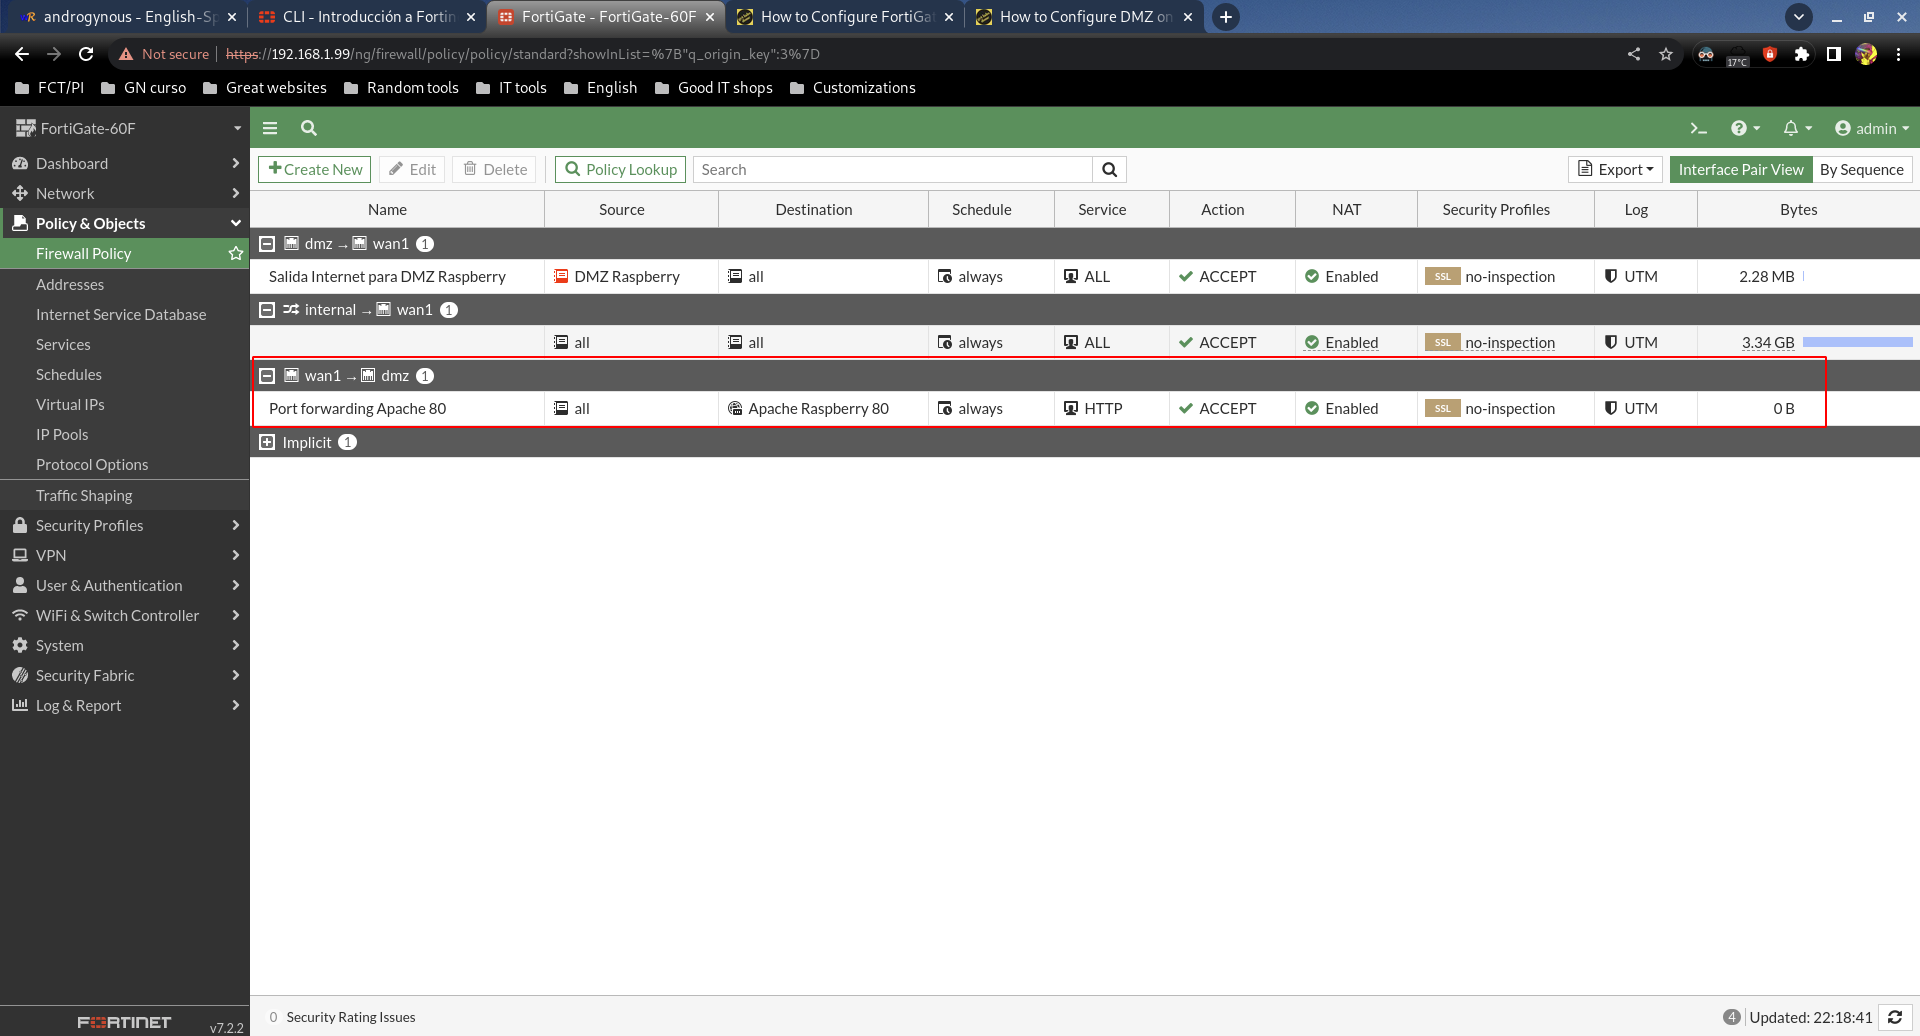 androgynous - English-Sp
CLI - Introducción a Fortin
FortiGate - FortiGate-60F
How to Configure FortiGa
How to Configure DMZ on
Not secure https://192.168.1.99/ng/firewall/policy/policy/standard?showInList=%7B"q_origin_key":3%7D
17°C
FCT/PI GN curso Great websites Random tools IT tools English Good IT shops Customizations
FortiGate-60F
Dashboard
Network
Policy & Objects
Firewall Policy
Addresses
Internet Service Database
Services
Schedules
Virtual IPs
IP Pools
Protocol Options
Traffic Shaping
Security Profiles
VPN
User & Authentication
WiFi & Switch Controller
System
Security Fabric
Log & Report
FORTINET v7.2.2
admin
Create New Edit Delete Policy Lookup Search Export Interface Pair View By Sequence
Name Source Destination Schedule Service Action NAT Security Profiles Log Bytes
dmz → wan1 1
Salida Internet para DMZ Raspberry DMZ Raspberry all always ALL ACCEPT Enabled SSL no-inspection UTM 2.28 MB
internal → wan1 1
all all always ALL ACCEPT Enabled SSL no-inspection UTM 3.34 GB
wan1 → dmz 1
Port forwarding Apache 80 all Apache Raspberry 80 always HTTP ACCEPT Enabled SSL no-inspection UTM 0 B
Implicit 1
0 Security Rating Issues
4 Updated: 22:18:41